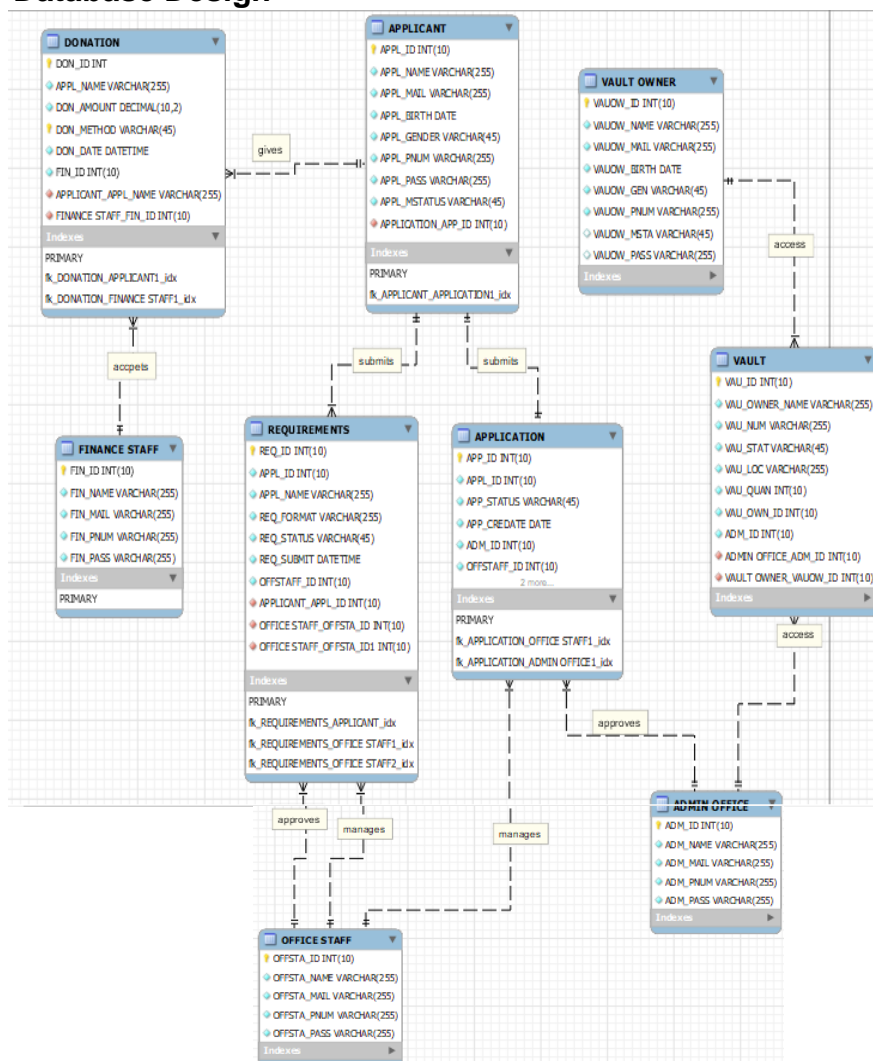 Database Design
DONATION
DON_ID INT
APPL_NAME VARCHAR(255)
DON_AMOUNT DECIMAL(10,2)
DON_METHOD VARCHAR(45)
DON_DATE DATETIME
FIN_ID INT(10)
APPLICANT_APPL_NAME VARCHAR(255)
FINANCE STAFF_FIN_ID INT(10)
Indexes
PRIMARY
fk_DONATION_APPLICANT1_idx
fk_DONATION_FINANCE STAFF1_idx
gives
APPLICANT
APPL_ID INT(10)
APPL_NAME VARCHAR(255)
APPL_MAIL VARCHAR(255)
APPL_BIRTH DATE
APPL_GENDER VARCHAR(45)
APPL_PNUM VARCHAR(255)
APPL_PASS VARCHAR(255)
APPL_MSTATUS VARCHAR(45)
APPLICATION_APP_ID INT(10)
Indexes
PRIMARY
fk_APPLICANT_APPLICATION1_idx
VAULT OWNER
VAUOW_ID INT(10)
VAUOW_NAME VARCHAR(255)
VAUOW_MAIL VARCHAR(255)
VAUOW_BIRTH DATE
VAUOW_GEN VARCHAR(45)
VAUOW_PNUM VARCHAR(255)
VAUOW_MSTA VARCHAR(45)
VAUOW_PASS VARCHAR(255)
Indexes
access
accpets
submits
submits
FINANCE STAFF
FIN_ID INT(10)
FIN_NAME VARCHAR(255)
FIN_MAIL VARCHAR(255)
FIN_PNUM VARCHAR(255)
FIN_PASS VARCHAR(255)
Indexes
PRIMARY
REQUIREMENTS
REQ_ID INT(10)
APPL_ID INT(10)
APPL_NAME VARCHAR(255)
REQ_FORMAT VARCHAR(255)
REQ_STATUS VARCHAR(45)
REQ_SUBMIT DATETIME
OFFSTAFF_ID INT(10)
APPLICANT_APPL_ID INT(10)
OFFICE STAFF_OFFSTA_ID INT(10)
OFFICE STAFF_OFFSTA_ID1 INT(10)
Indexes
PRIMARY
fk_REQUIREMENTS_APPLICANT_idx
fk_REQUIREMENTS_OFFICE STAFF1_idx
fk_REQUIREMENTS_OFFICE STAFF2_idx
APPLICATION
APP_ID INT(10)
APPL_ID INT(10)
APP_STATUS VARCHAR(45)
APP_CREDATE DATE
ADM_ID INT(10)
OFFSTAFF_ID INT(10)
2 more...
Indexes
PRIMARY
fk_APPLICATION_OFFICE STAFF1_idx
fk_APPLICATION_ADMIN OFFICE1_idx
VAULT
VAU_ID INT(10)
VAU_OWNER_NAME VARCHAR(255)
VAU_NUM VARCHAR(255)
VAU_STAT VARCHAR(45)
VAU_LOC VARCHAR(255)
VAU_QUAN INT(10)
VAU_OWN_ID INT(10)
ADM_ID INT(10)
ADMIN OFFICE_ADM_ID INT(10)
VAULT OWNER_VAUOW_ID INT(10)
Indexes
access
approves
approves
manages
manages
ADMIN OFFICE
ADM_ID INT(10)
ADM_NAME VARCHAR(255)
ADM_MAIL VARCHAR(255)
ADM_PNUM VARCHAR(255)
ADM_PASS VARCHAR(255)
Indexes
OFFICE STAFF
OFFSTA_ID INT(10)
OFFSTA_NAME VARCHAR(255)
OFFSTA_MAIL VARCHAR(255)
OFFSTA_PNUM VARCHAR(255)
OFFSTA_PASS VARCHAR(255)
Indexes